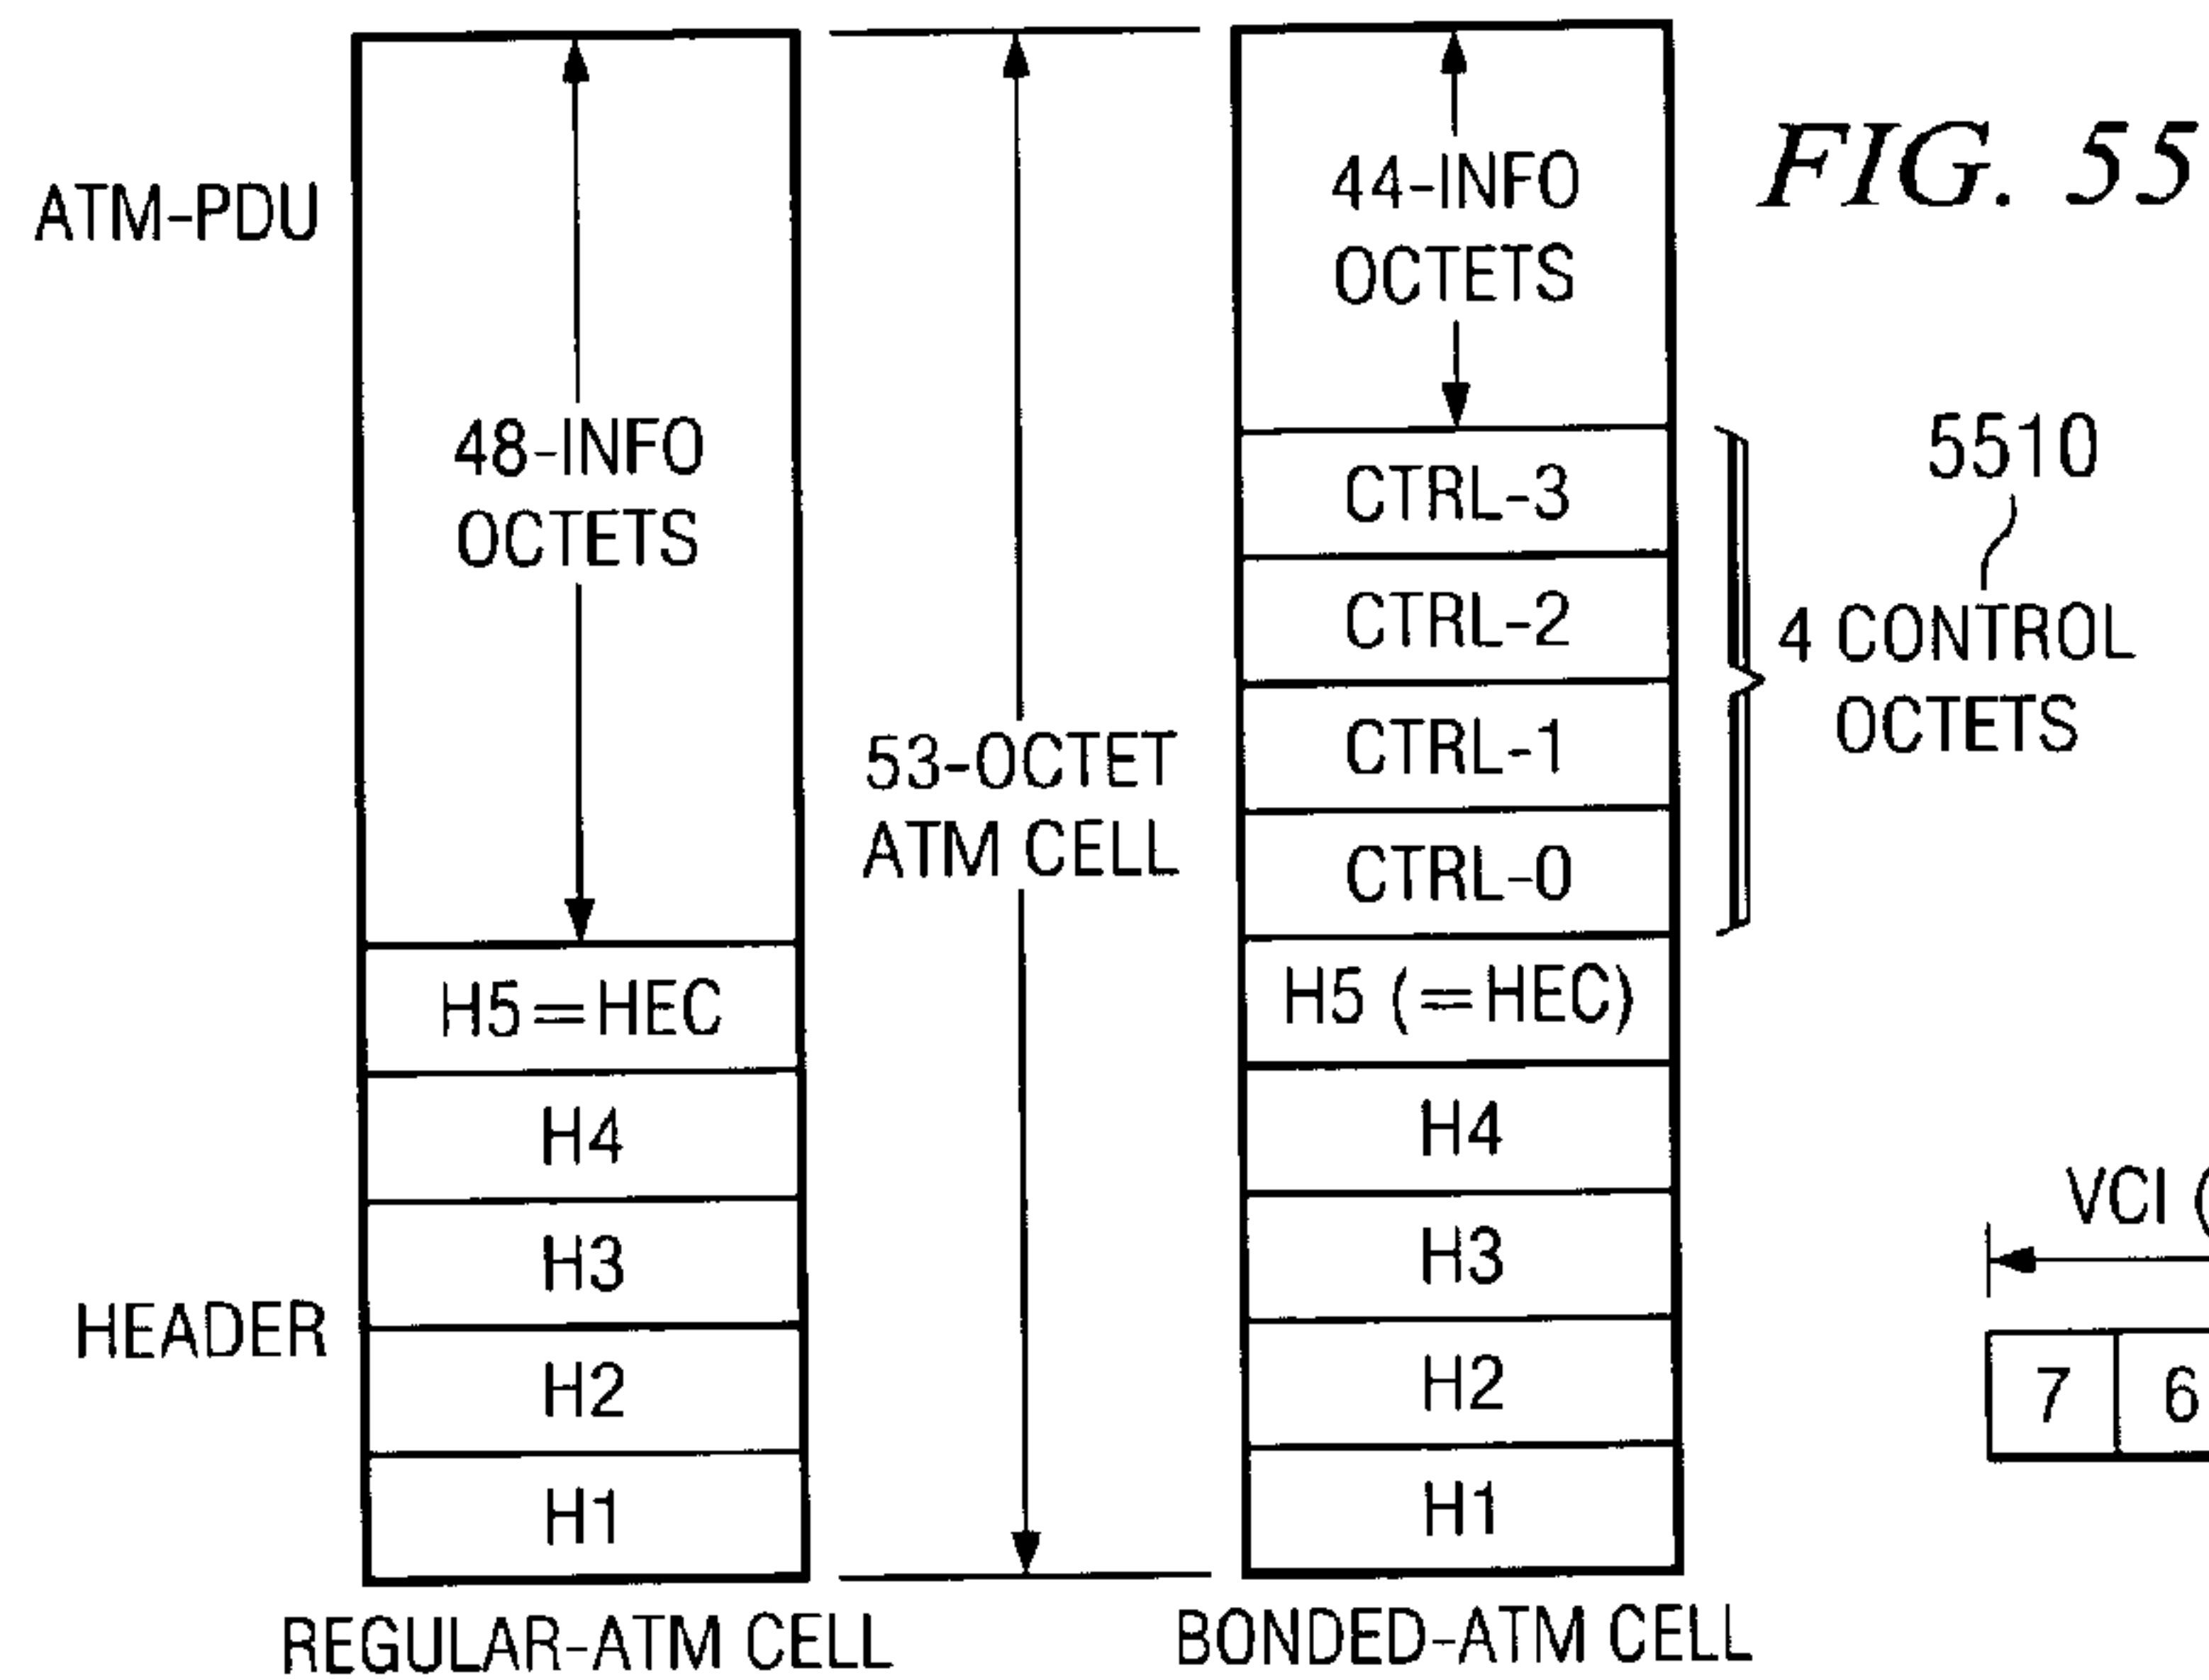 ATM-PDU
48-INFO
OCTETS
H5=HEC
H4
H3
HEADER
H2
H1
REGULAR-ATM CELL
53-OCTET
ATM CELL
44-INFO
OCTETS
CTRL-3
CTRL-2
CTRL-1
CTRL-0
H5 (=HEC)
H4
H3
H2
H1
BONDED-ATM CELL
FIG. 55
5510
4 CONTROL
OCTETS
VCI (
7 6